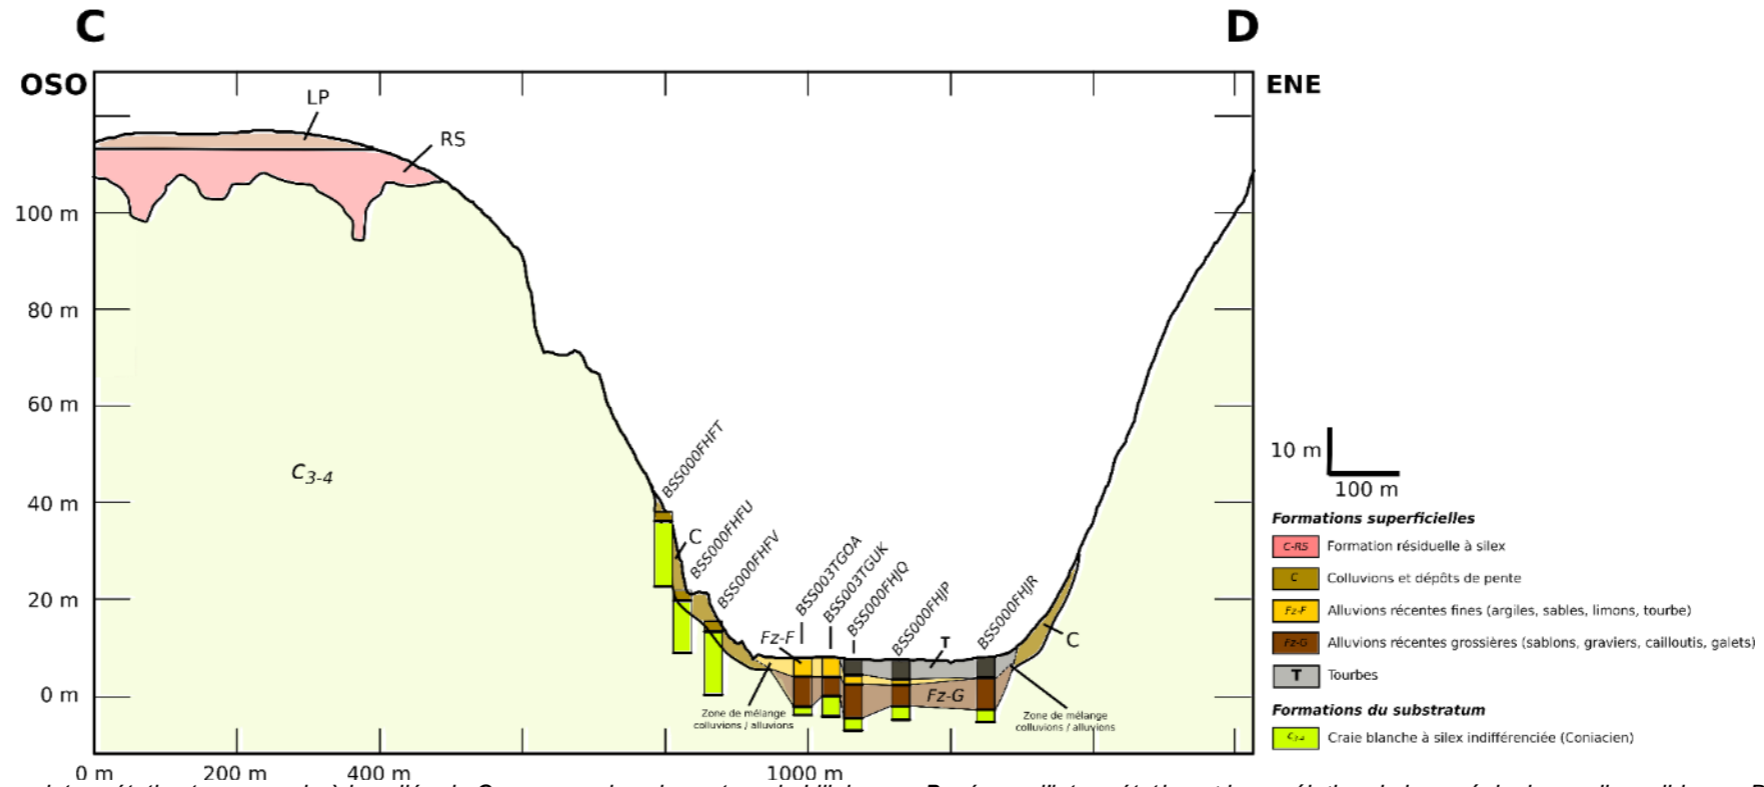 C
D
OSO
ENE
LP
RS
100 m
80 m
60 m
40 m
20 m
0 m
C3-4
BSS000FHFT
C
BSS000FHFU
BSS000FHFV
BSS003TGOA
BSS003TGUK
BSS000FHJQ
BSS000FHJP
BSS000FHJR
Fz-F
T
C
Fz-G
Zone de mélange
colluvions / alluvions
Zone de mélange
colluvions / alluvions
0 m
200 m
400 m
1000 m
10 m
100 m
Formations superficielles
C-RS Formation résiduelle à silex
C Colluvions et dépôts de pente
Fz-F Alluvions récentes fines (argiles, sables, limons, tourbe)
Fz-G Alluvions récentes grossières (sablons, graviers, cailloutis, galets)
T Tourbes
Formations du substratum
C3-4 Craie blanche à silex indifférenciée (Coniacien)